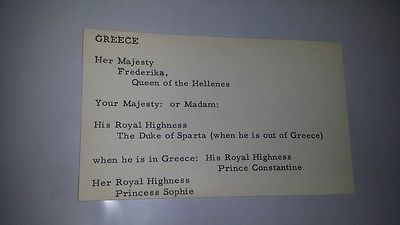 GREECE
Her Majesty
Frederika,
Queen of the Hellenes
Your Majesty: or Madam:
His Royal Highness
The Duke of Sparta (when he is out of Greece)
when he is in Greece: His Royal Highness
Prince Constantine
Her Royal Highness
Princess Sophie